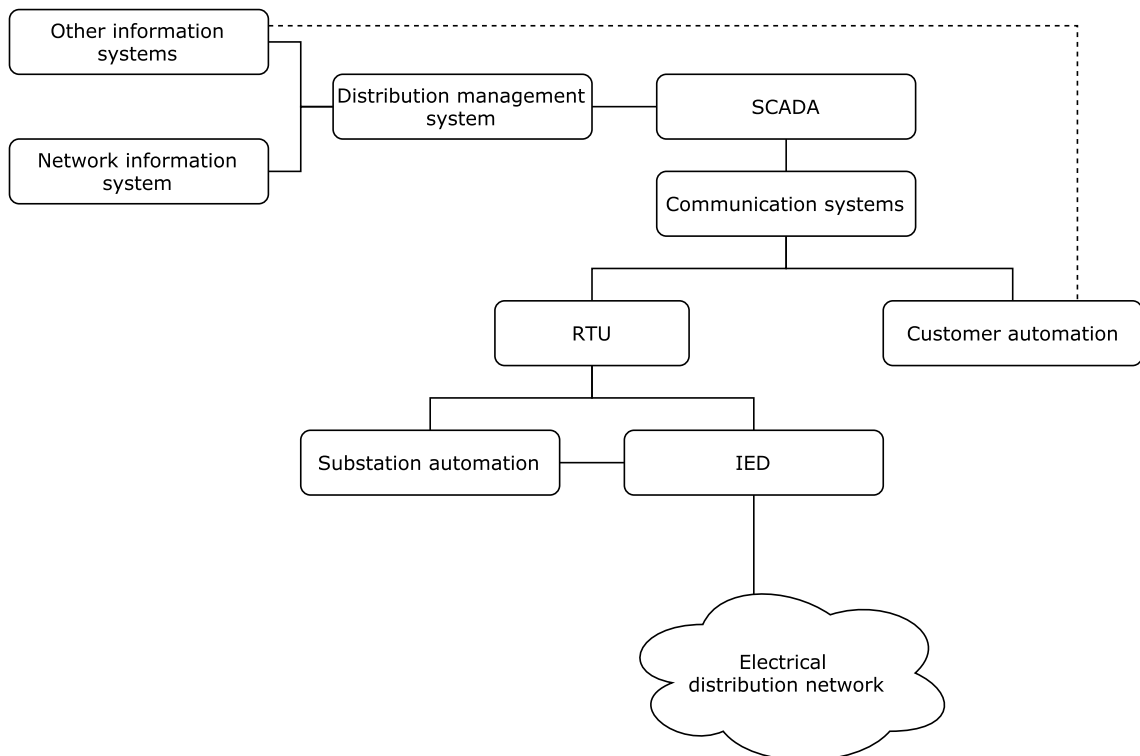 Other information
systems
Distribution management
system
SCADA
Network information
system
Communication systems
RTU
Customer automation
Substation automation
IED
Electrical
distribution network